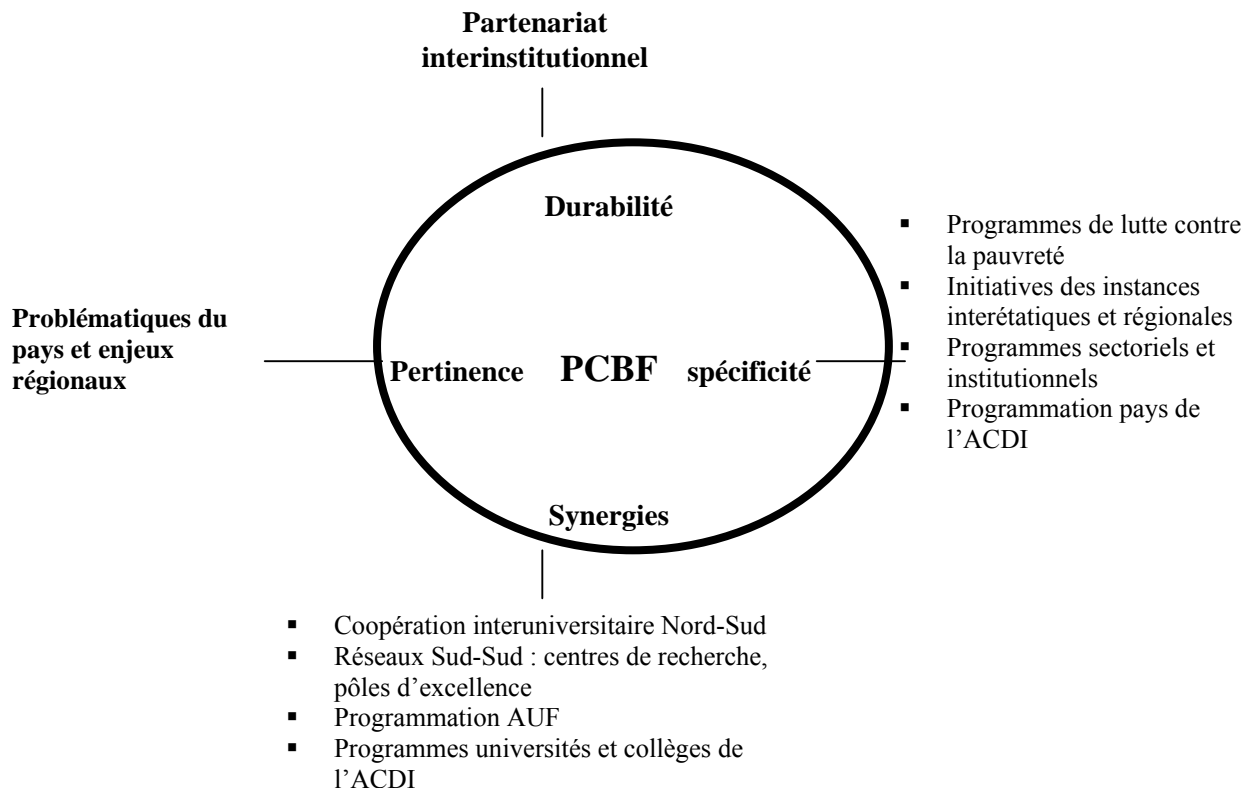 Partenariat
interinstitutionnel
Durabilité
▪ Programmes de lutte contre
la pauvreté
▪ Initiatives des instances
interétatiques et régionales
▪ Programmes sectoriels et
institutionnels
▪ Programmation pays de
l’ACDI
Problématiques du
pays et enjeux
régionaux
Pertinence PCBF spécificité
Synergies
▪ Coopération interuniversitaire Nord-Sud
▪ Réseaux Sud-Sud : centres de recherche,
pôles d’excellence
▪ Programmation AUF
▪ Programmes universités et collèges de
l’ACDI